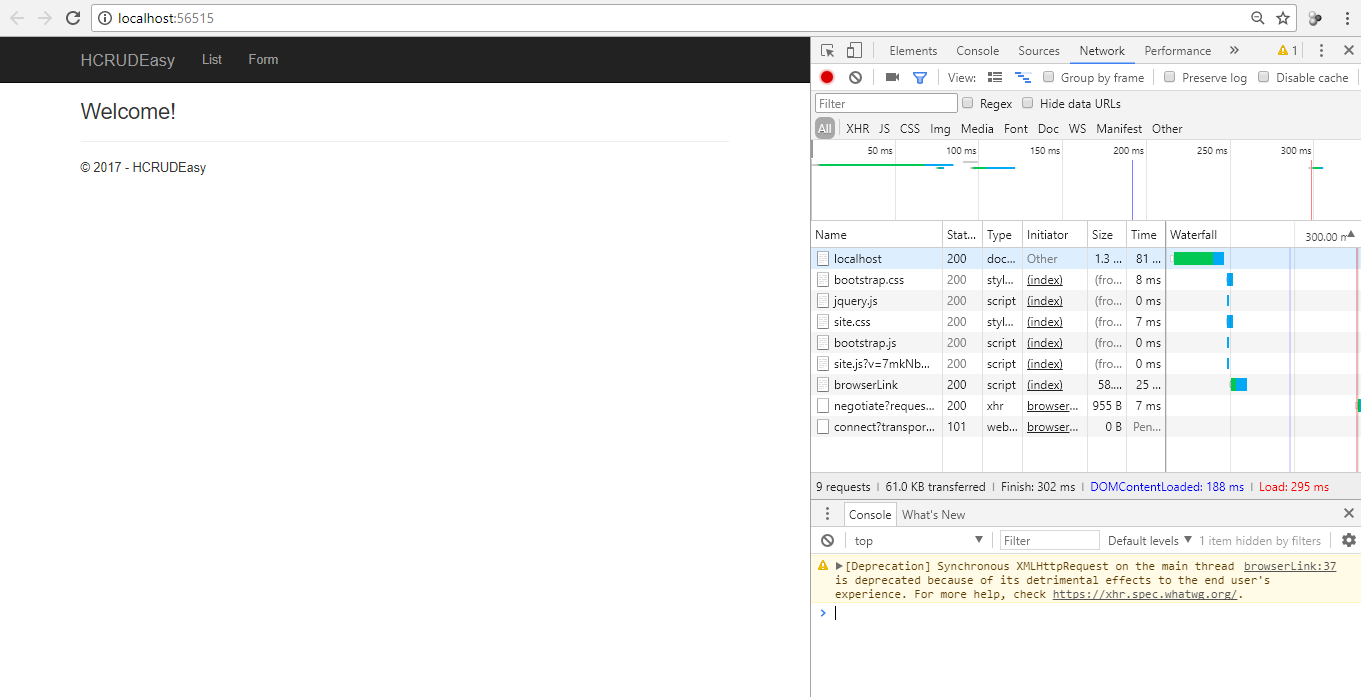 localhost:56515
HCRUDEasy List Form
Welcome!
© 2017 - HCRUDEasy
Elements Console Sources Network Performance » 1
View: Group by frame Preserve log Disable cache
Filter Regex Hide data URLs
All XHR JS CSS Img Media Font Doc WS Manifest Other
50 ms 100 ms 150 ms 200 ms 250 ms 300 ms
Name Stat... Type Initiator Size Time Waterfall 300.00 m
localhost 200 doc... Other 1.3 ... 81 ...
bootstrap.css 200 styl... (index) (fro... 8 ms
jquery.js 200 script (index) (fro... 0 ms
site.css 200 styl... (index) (fro... 7 ms
bootstrap.js 200 script (index) (fro... 0 ms
site.js?v=7mkNb... 200 script (index) (fro... 0 ms
browserLink 200 script (index) 58.... 25 ...
negotiate?reques... 200 xhr browser... 955 B 7 ms
connect?transpor... 101 web... browser... 0 B Pen...
9 requests | 61.0 KB transferred | Finish: 302 ms | DOMContentLoaded: 188 ms | Load: 295 ms
Console What's New
top Filter Default levels 1 item hidden by filters
[Deprecation] Synchronous XMLHttpRequest on the main thread browserLink:37
is deprecated because of its detrimental effects to the end user's
experience. For more help, check https://xhr.spec.whatwg.org/.